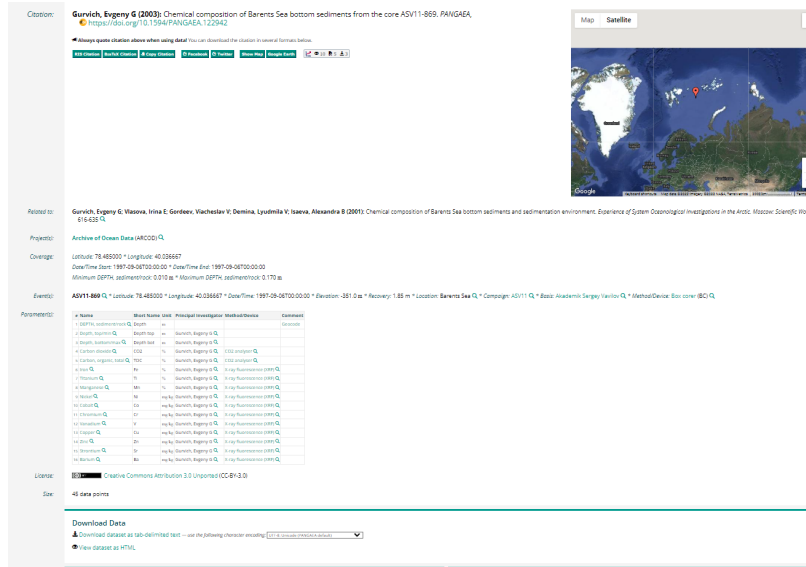 Citation:
Gurvich, Evgeny G (2003): Chemical composition of Barents Sea bottom sediments from the core ASV11-869. PANGAEA,
https://doi.org/10.1594/PANGAEA.122942
Always quote citation above when using data! You can download the citation in several formats below.
RIS Citation BibTeX Citation Copy Citation Facebook Twitter Show Map Google Earth
Map Satellite
Google
Related to:
Gurvich, Evgeny G; Vlasova, Irina E; Gordeev, Viacheslav V; Demina, Lyudmila V; Isaeva, Alexandra B (2001): Chemical composition of Barents Sea bottom sediments and sedimentation environment. Experience of System Oceanological Investigations in the Arctic. Moscow: Scientific Wo
616-635
Project(s):
Archive of Ocean Data (ARCOD)
Coverage:
Latitude: 78.485000 * Longitude: 40.036667
Date/Time Start: 1997-09-06T00:00:00 * Date/Time End: 1997-09-06T00:00:00
Minimum DEPTH, sediment/rock: 0.010 m * Maximum DEPTH, sediment/rock: 0.170 m
Event(s):
ASV11-869 * Latitude: 78.485000 * Longitude: 40.036667 * Date/Time: 1997-09-06T00:00:00 * Elevation: -351.0 m * Recovery: 1.85 m * Location: Barents Sea * Campaign: ASV11 * Basis: Akademik Sergey Vavilov * Method/Device: Box corer (BC)
Parameter(s):
# Name Short Name Unit Principal Investigator Method/Device Comment
1 DEPTH, sediment/rock Depth m Geocode
2 Depth, top/min Depth top m Gurvich, Evgeny G
3 Depth, bottom/max Depth bot m Gurvich, Evgeny G
4 Carbon dioxide CO2 % Gurvich, Evgeny G CO2 analyser
5 Carbon, organic, total TOC % Gurvich, Evgeny G CO2 analyser
6 Iron Fe % Gurvich, Evgeny G X-ray fluorescence (XRF)
7 Titanium Ti % Gurvich, Evgeny G X-ray fluorescence (XRF)
8 Manganese Mn % Gurvich, Evgeny G X-ray fluorescence (XRF)
9 Nickel Ni mg/kg Gurvich, Evgeny G X-ray fluorescence (XRF)
10 Cobalt Co mg/kg Gurvich, Evgeny G X-ray fluorescence (XRF)
11 Chromium Cr mg/kg Gurvich, Evgeny G X-ray fluorescence (XRF)
12 Vanadium V mg/kg Gurvich, Evgeny G X-ray fluorescence (XRF)
13 Copper Cu mg/kg Gurvich, Evgeny G X-ray fluorescence (XRF)
14 Zinc Zn mg/kg Gurvich, Evgeny G X-ray fluorescence (XRF)
15 Strontium Sr mg/kg Gurvich, Evgeny G X-ray fluorescence (XRF)
16 Barium Ba mg/kg Gurvich, Evgeny G X-ray fluorescence (XRF)
License:
Creative Commons Attribution 3.0 Unported (CC-BY-3.0)
Size:
45 data points
Download Data
Download dataset as tab-delimited text — use the following character encoding: UTF-8: Unicode (PANGAEA default)
View dataset as HTML